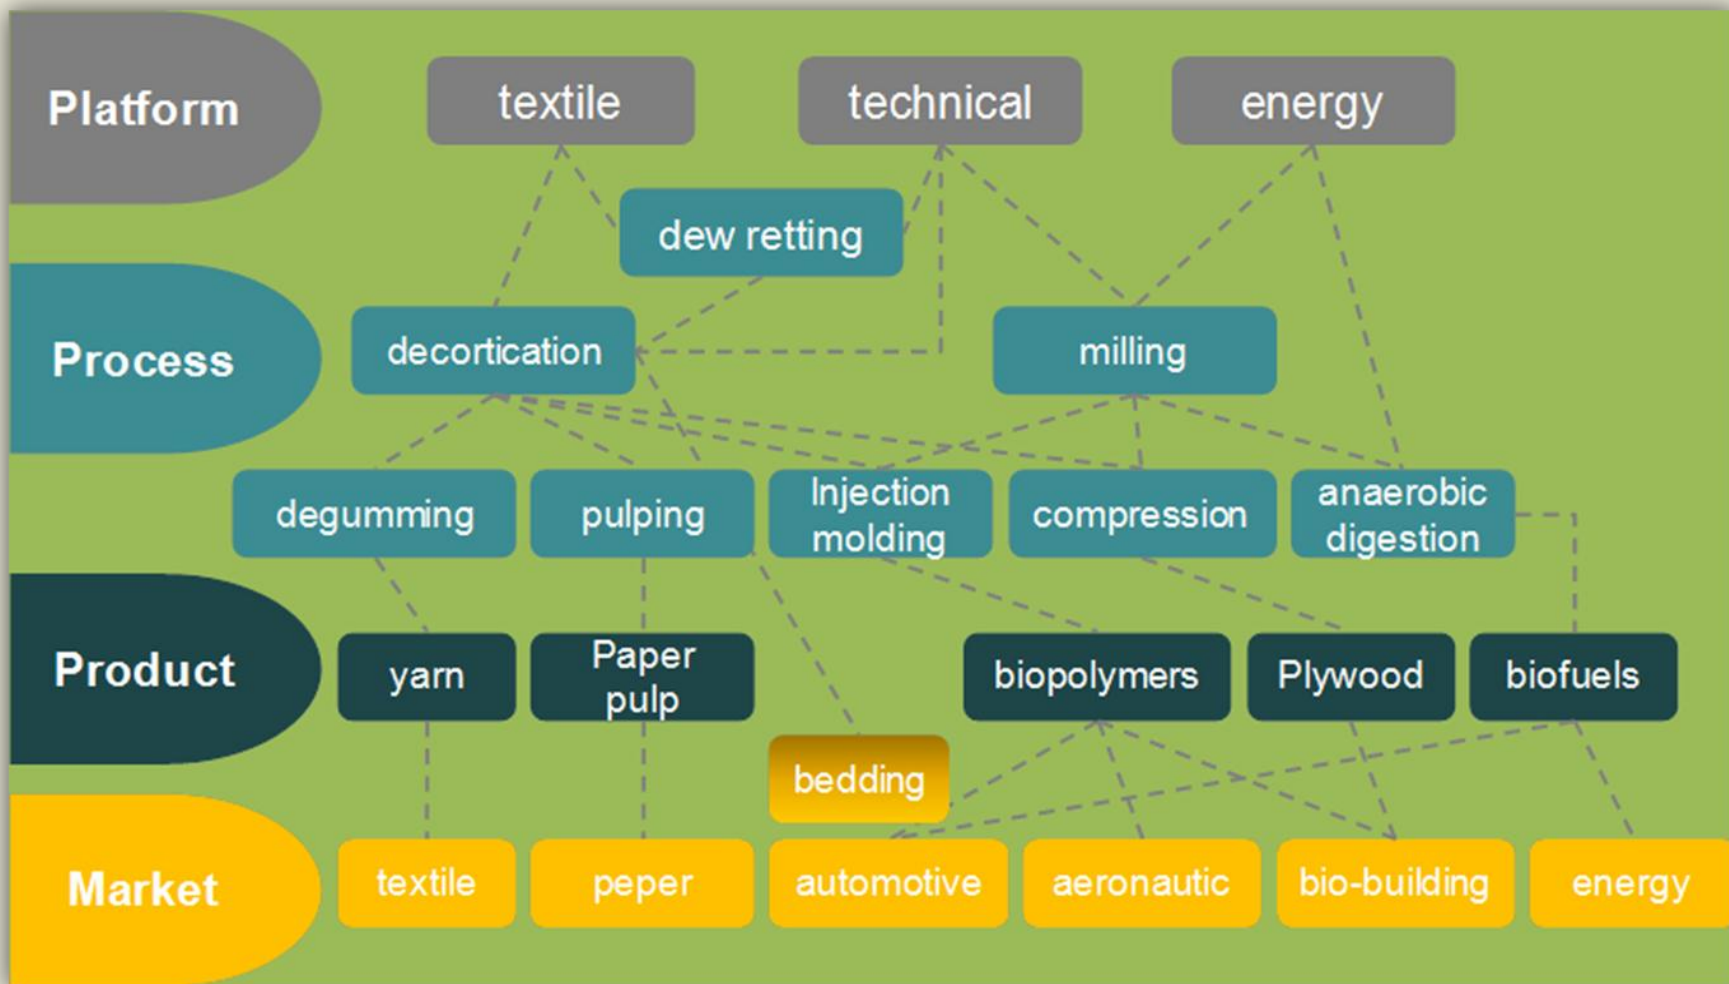 Platform
textile
technical
energy
dew retting
Process
decortication
milling
degumming
pulping
Injection
molding
compression
anaerobic
digestion
Product
yarn
Paper
pulp
biopolymers
Plywood
biofuels
bedding
Market
textile
peper
automotive
aeronautic
bio-building
energy